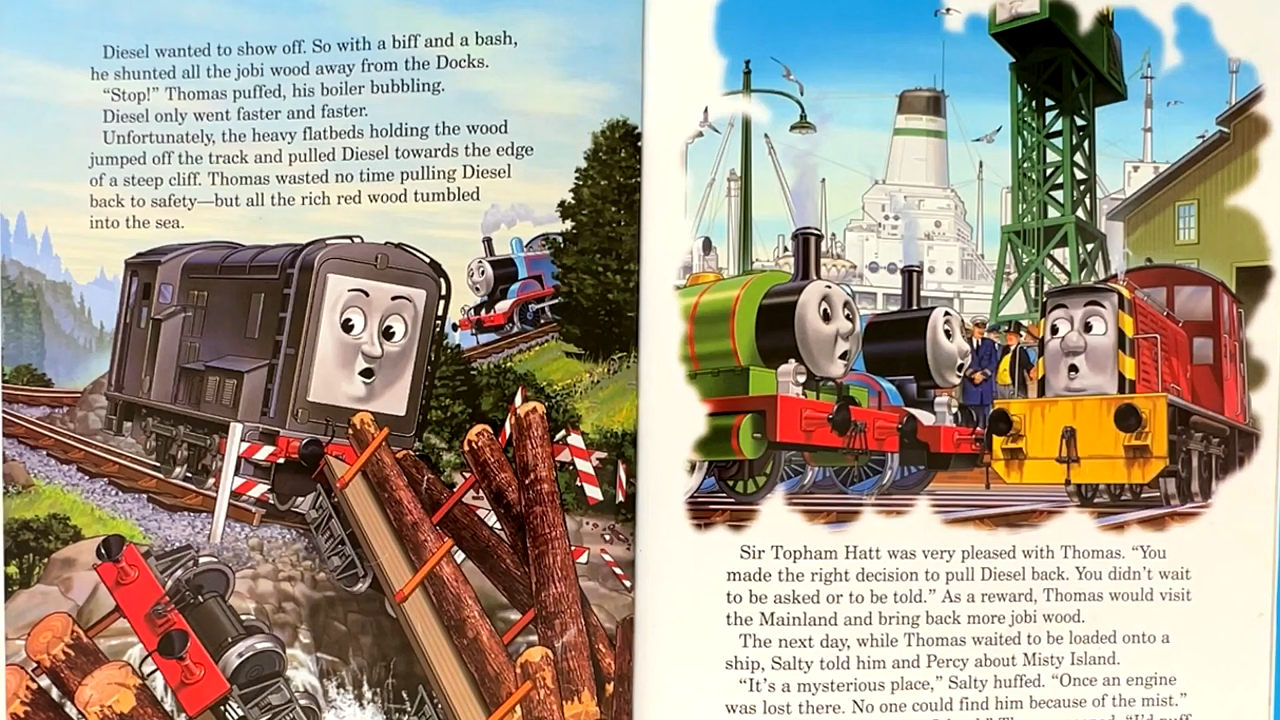 Diesel wanted to show off. So with a biff and a bash,
he shunted all the jobi wood away from the Docks.
“Stop!” Thomas puffed, his boiler bubbling.
Diesel only went faster and faster.
Unfortunately, the heavy flatbeds holding the wood
jumped off the track and pulled Diesel towards the edge
of a steep cliff. Thomas wasted no time pulling Diesel
back to safety—but all the rich red wood tumbled
into the sea.
Sir Topham Hatt was very pleased with Thomas. “You
made the right decision to pull Diesel back. You didn’t wait
to be asked or to be told.” As a reward, Thomas would visit
the Mainland and bring back more jobi wood.
The next day, while Thomas waited to be loaded onto a
ship, Salty told him and Percy about Misty Island.
“It’s a mysterious place,” Salty huffed. “Once an engine
was lost there. No one could find him because of the mist.”